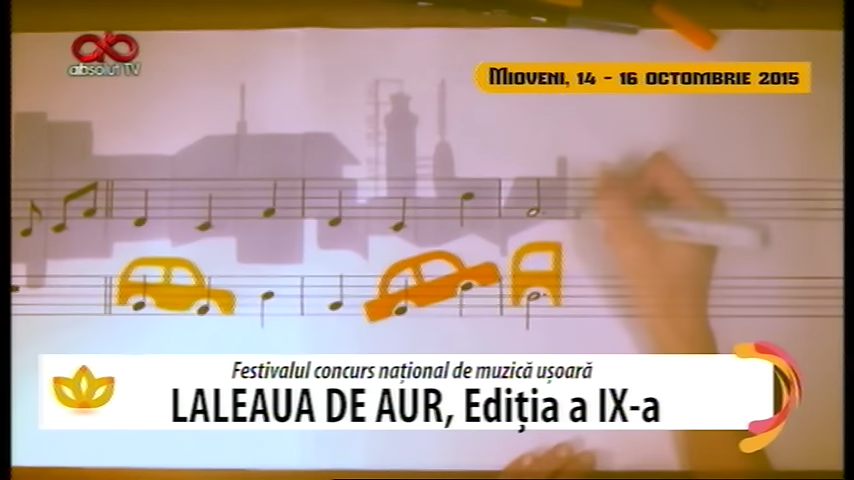 absolut TV
MIOVENI, 14 - 16 OCTOMBRIE 2015
Festivalul concurs național de muzică ușoară
LALEAUA DE AUR, Ediția a IX-a